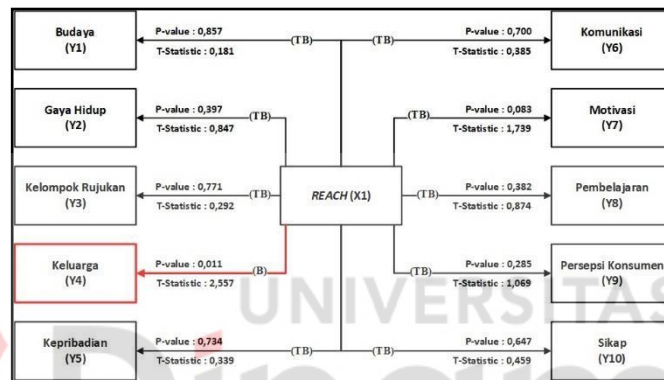 Budaya
(Y1)
P-value : 0,857
T-Statistic : 0,181
(TB)
(TB)
P-value : 0,700
T-Statistic : 0,385
Komunikasi
(Y6)
Gaya Hidup
(Y2)
P-value : 0,397
T-Statistic : 0,847
(TB)
(TB)
P-value : 0,083
T-Statistic : 1,739
Motivasi
(Y7)
Kelompok Rujukan
(Y3)
P-value : 0,771
T-Statistic : 0,292
(TB)
REACH (X1)
(TB)
P-value : 0,382
T-Statistic : 0,874
Pembelajaran
(Y8)
Keluarga
(Y4)
P-value : 0,011
T-Statistic : 2,557
(B)
(TB)
P-value : 0,285
T-Statistic : 1,069
Persepsi Konsumen
(Y9)
Kepribadian
(Y5)
P-value : 0,734
T-Statistic : 0,339
(TB)
(TB)
P-value : 0,647
T-Statistic : 0,459
Sikap
(Y10)
UNIVERSITAS